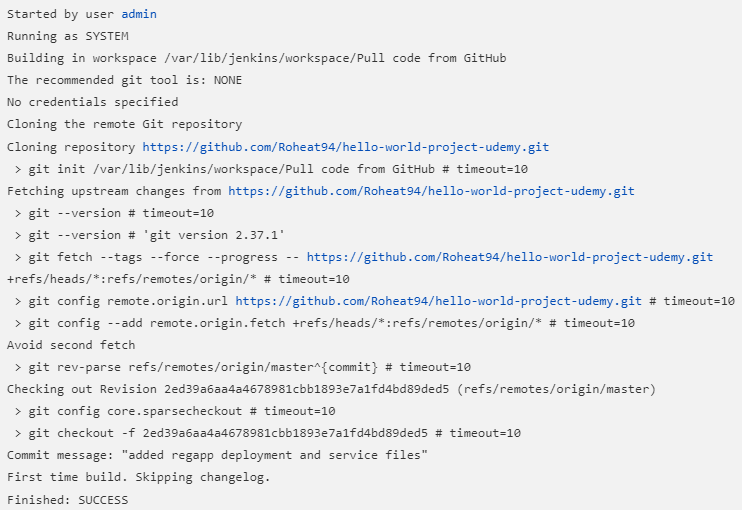 Started by user admin
Running as SYSTEM
Building in workspace /var/lib/jenkins/workspace/Pull code from GitHub
The recommended git tool is: NONE
No credentials specified
Cloning the remote Git repository
Cloning repository https://github.com/Roheat94/hello-world-project-udemy.git
> git init /var/lib/jenkins/workspace/Pull code from GitHub # timeout=10
Fetching upstream changes from https://github.com/Roheat94/hello-world-project-udemy.git
> git --version # timeout=10
> git --version # 'git version 2.37.1'
> git fetch --tags --force --progress -- https://github.com/Roheat94/hello-world-project-udemy.git
+refs/heads/*:refs/remotes/origin/* # timeout=10
> git config remote.origin.url https://github.com/Roheat94/hello-world-project-udemy.git # timeout=10
> git config --add remote.origin.fetch +refs/heads/*:refs/remotes/origin/* # timeout=10
Avoid second fetch
> git rev-parse refs/remotes/origin/master^{commit} # timeout=10
Checking out Revision 2ed39a6aa4a4678981cbb1893e7a1fd4bd89ded5 (refs/remotes/origin/master)
> git config core.sparsecheckout # timeout=10
> git checkout -f 2ed39a6aa4a4678981cbb1893e7a1fd4bd89ded5 # timeout=10
Commit message: "added regapp deployment and service files"
First time build. Skipping changelog.
Finished: SUCCESS